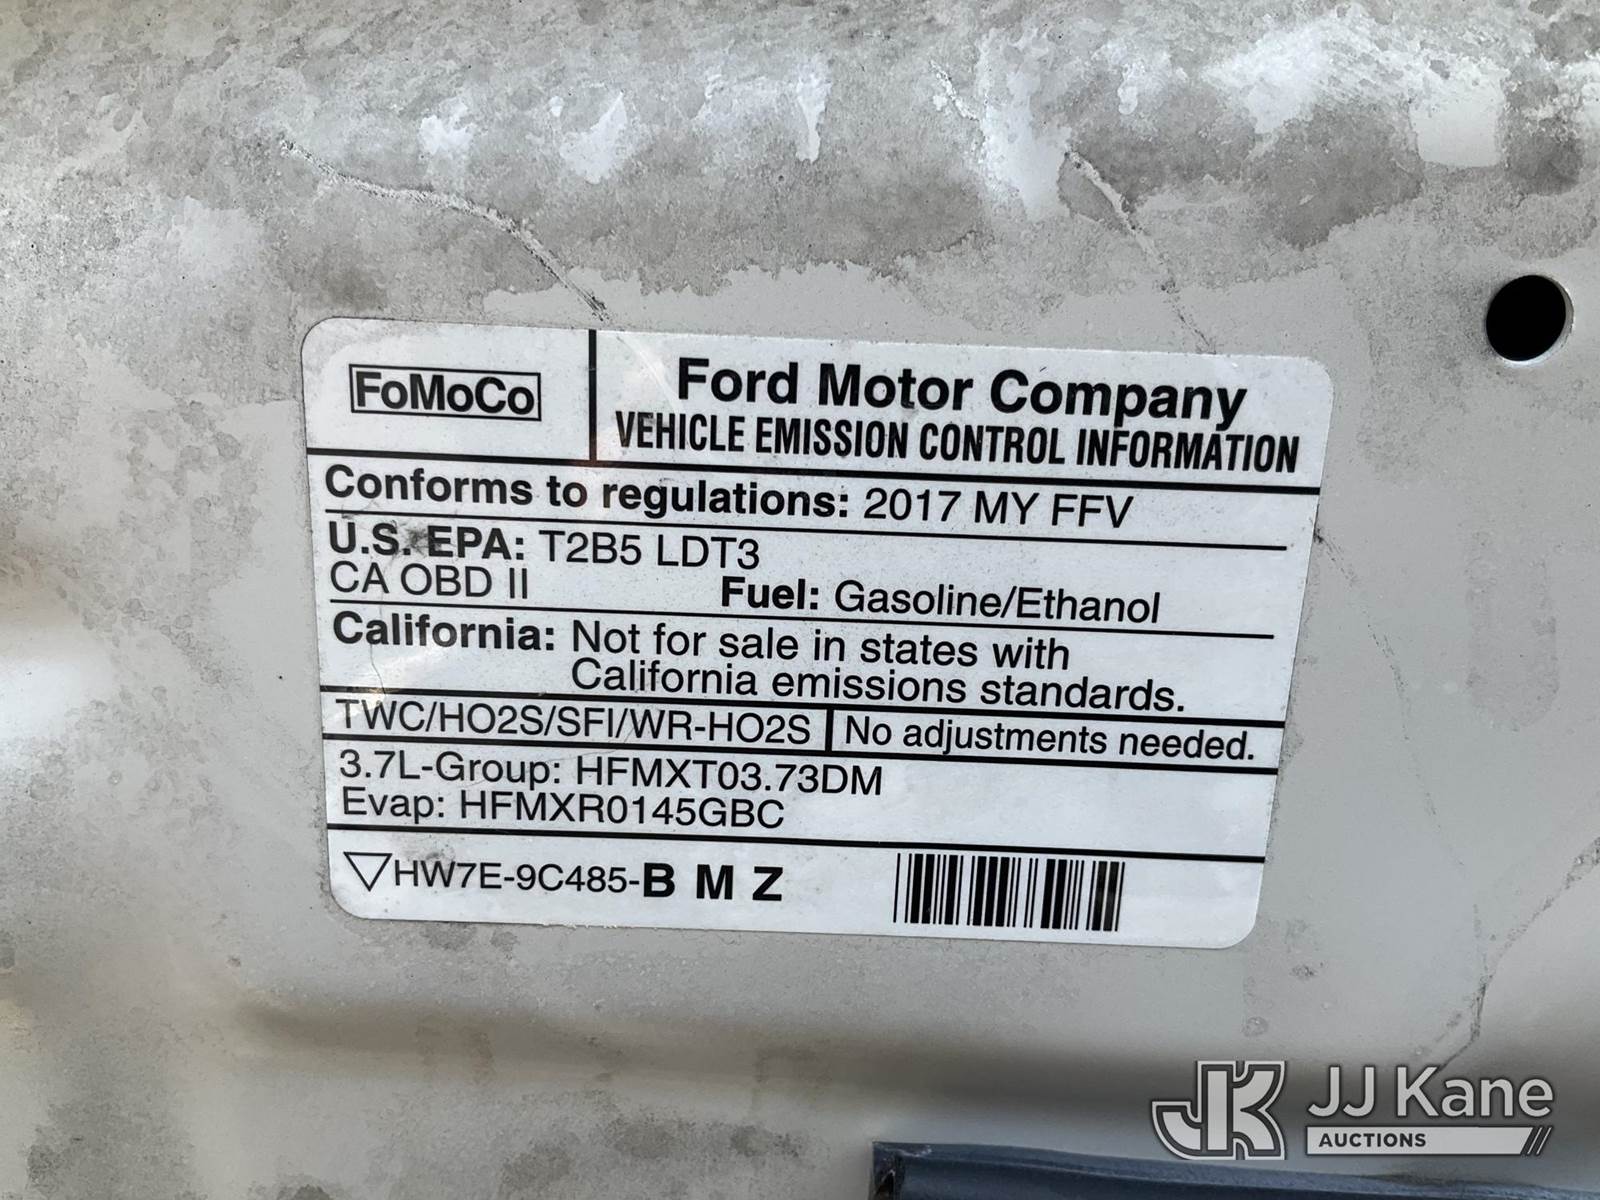 FoMoCo
Ford Motor Company
VEHICLE EMISSION CONTROL INFORMATION
Conforms to regulations: 2017 MY FFV
U.S. EPA: T2B5 LDT3
CA OBD II Fuel: Gasoline/Ethanol
California: Not for sale in states with
California emissions standards.
TWC/HO2S/SFI/WR-HO2S No adjustments needed.
3.7L-Group: HFMXT03.73DM
Evap: HFMXR0145GBC
HW7E-9C485-B M Z
JK JJ Kane
AUCTIONS